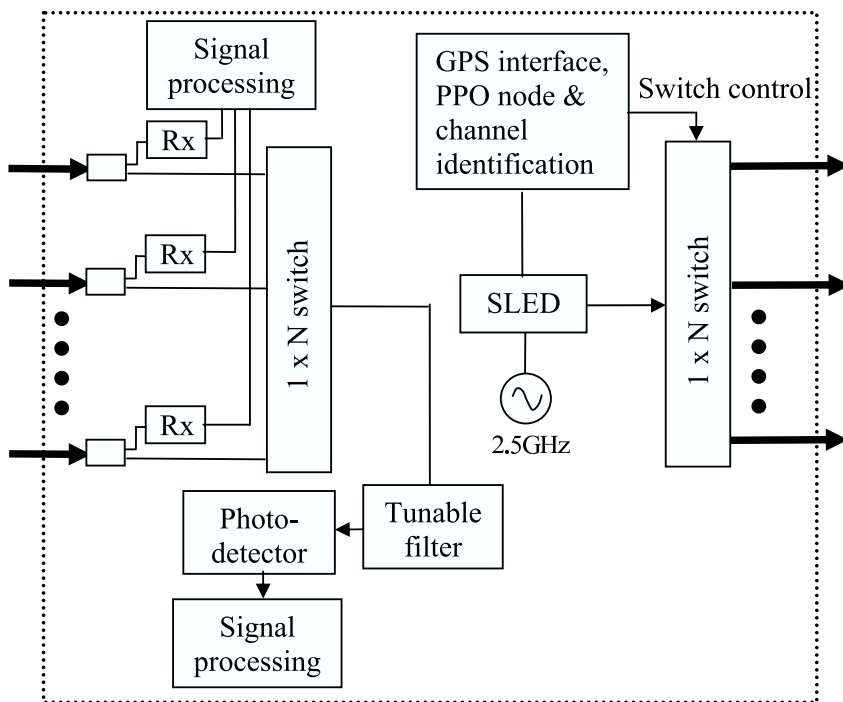 Signal
processing
GPS interface,
PPO node &
channel
identification
Switch control
Rx
Rx
Rx
1 x N switch
SLED
1 x N switch
2.5GHz
Photo-
detector
Tunable
filter
Signal
processing